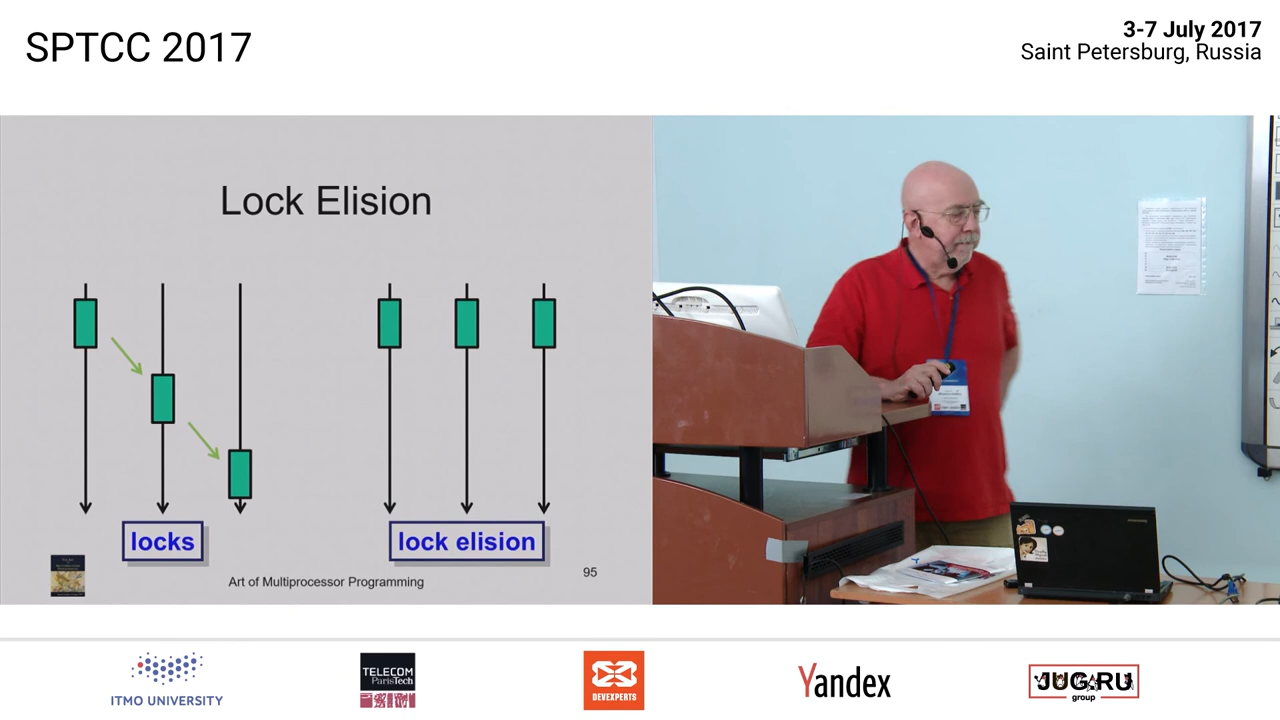 SPTCC 2017
3-7 July 2017
Saint Petersburg, Russia
Lock Elision
locks
lock elision
Art of Multiprocessor Programming
95
ITMO UNIVERSITY
TELECOM
ParisTech
DEVEXPERTS
Yandex
JUG.RU
group